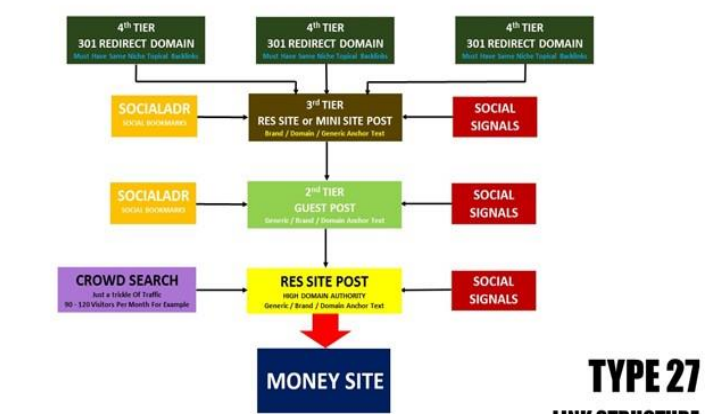 4th TIER
301 REDIRECT DOMAIN
Must Have Same Niche Topical Backlinks
4th TIER
301 REDIRECT DOMAIN
Must Have Same Niche Topical Backlinks
4th TIER
301 REDIRECT DOMAIN
Must Have Same Niche Topical Backlinks
SOCIALADR
SOCIAL BOOKMARKS
3rd TIER
RES SITE or MINI SITE POST
Brand / Domain / Generic Anchor Text
SOCIAL
SIGNALS
SOCIALADR
SOCIAL BOOKMARKS
2nd TIER
GUEST POST
Generic / Brand / Domain Anchor Text
SOCIAL
SIGNALS
CROWD SEARCH
Just a trickle Of Traffic
90 - 120 Visitors Per Month For Example
RES SITE POST
HIGH DOMAIN AUTHORITY
Generic / Brand / Domain Anchor Text
SOCIAL
SIGNALS
MONEY SITE
TYPE 27
LINK STRUCTURE